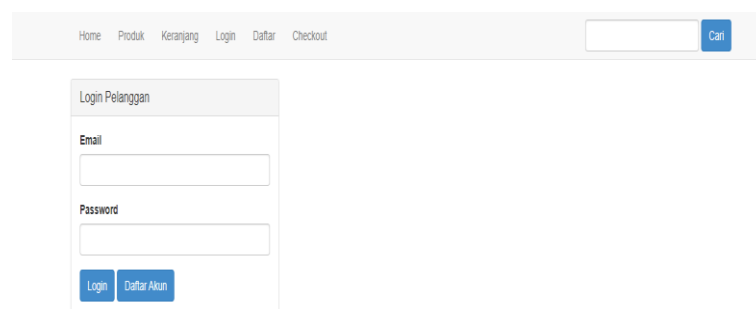 Home Produk Keranjang Login Daftar Checkout Cari
Login Pelanggan
Email
Password
Login Daftar Akun